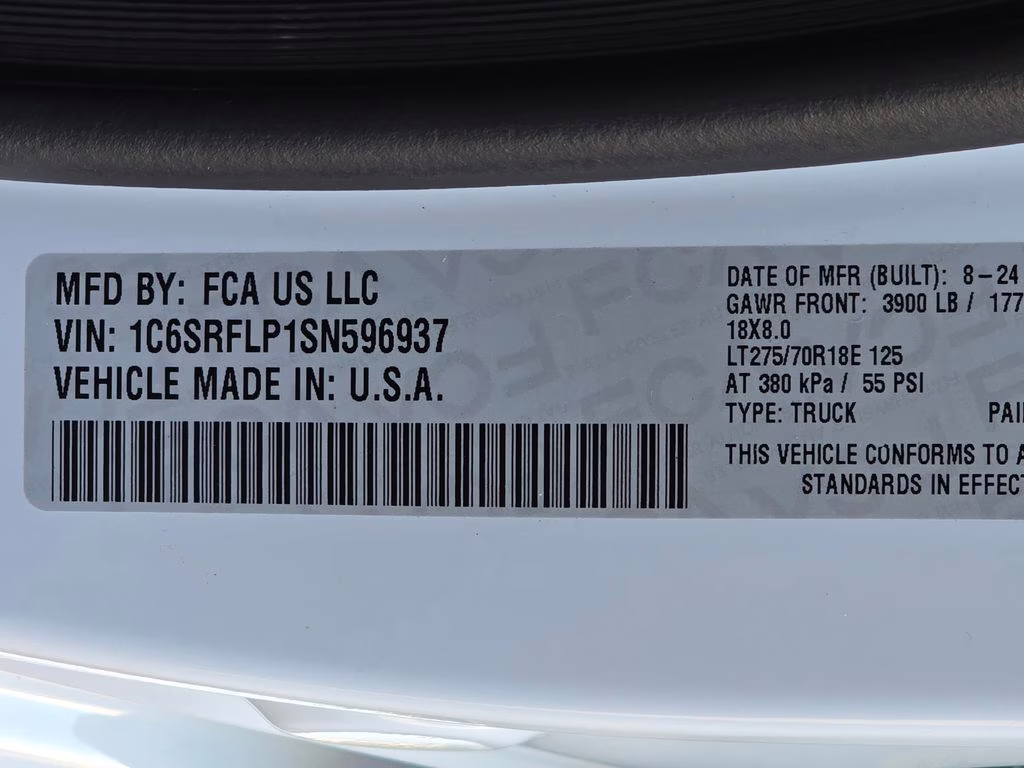 MFD BY: FCA US LLC
VIN: 1C6SRFLP1SN596937
VEHICLE MADE IN: U.S.A.
DATE OF MFR (BUILT): 8-24
GAWR FRONT: 3900 LB / 177
18X8.0
LT275/70R18E 125
AT 380 kPa / 55 PSI
TYPE: TRUCK PAI
THIS VEHICLE CONFORMS TO A
STANDARDS IN EFFECT